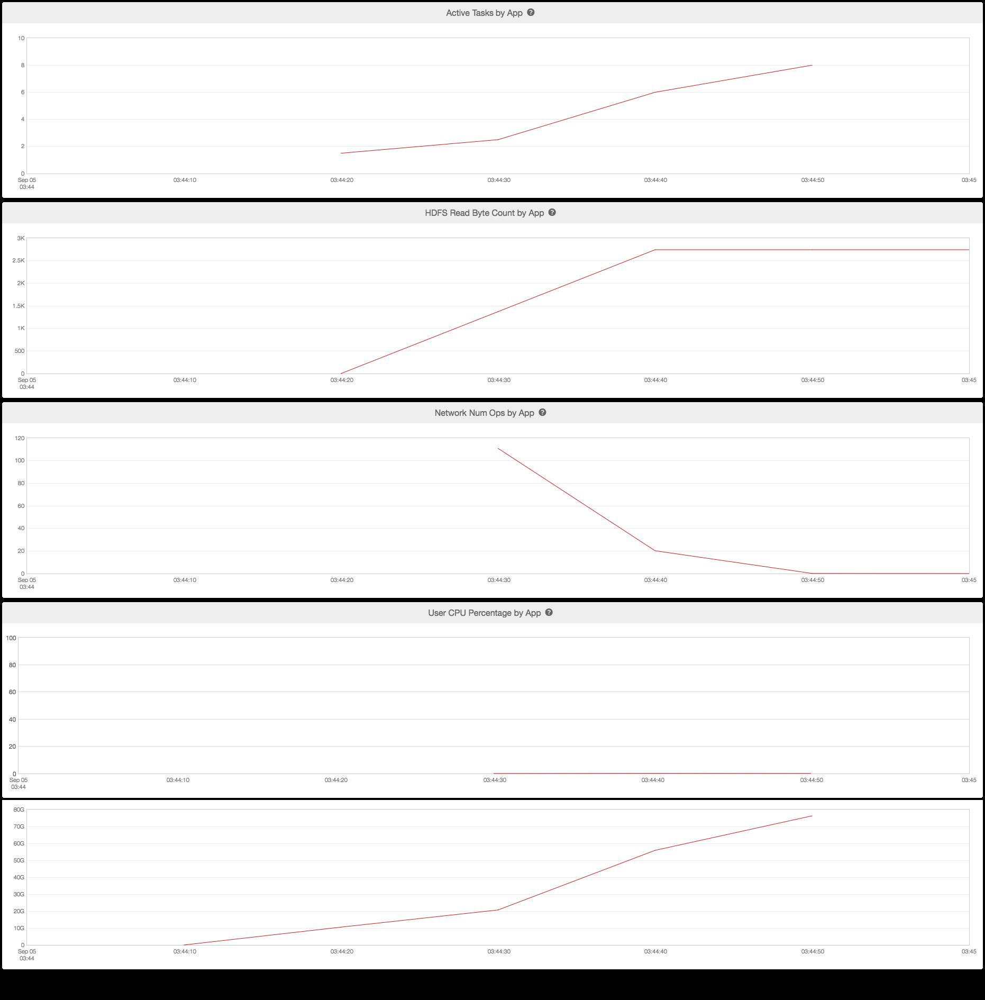 Active Tasks by App ?
10
8
6
4
2
0
Sep 05 03:44:10 03:44:20 03:44:30 03:44:40 03:44:50 03:45
03:44
HDFS Read Byte Count by App ?
3K
2.5K
2K
1.5K
1K
500
0
Sep 05 03:44:10 03:44:20 03:44:30 03:44:40 03:44:50 03:45
03:44
Network Num Ops by App ?
120
100
80
60
40
20
0
Sep 05 03:44:10 03:44:20 03:44:30 03:44:40 03:44:50 03:45
03:44
User CPU Percentage by App ?
100
80
60
40
20
0
Sep 05 03:44:10 03:44:20 03:44:30 03:44:40 03:44:50 03:45
03:44
80G
70G
60G
50G
40G
30G
20G
10G
0
Sep 05 03:44:10 03:44:20 03:44:30 03:44:40 03:44:50 03:45
03:44